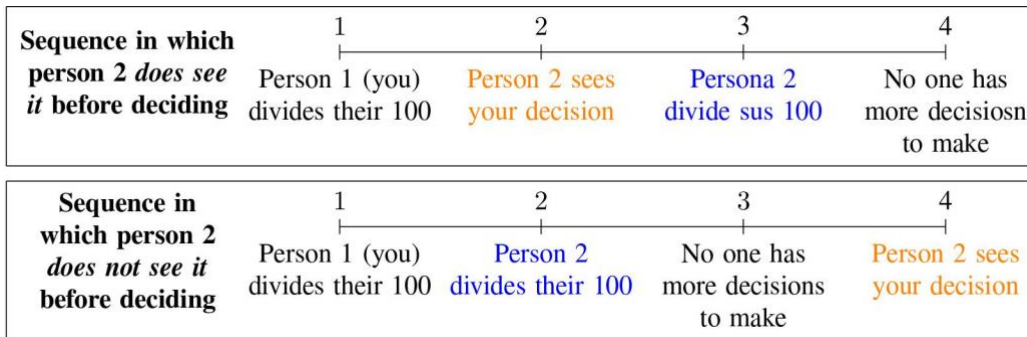 Sequence in which
person 2 does see
it before deciding
1 2 3 4
Person 1 (you)
divides their 100
Person 2 sees
your decision
Persona 2
divide sus 100
No one has
more decisiosn
to make
Sequence in
which person 2
does not see it
before deciding
1 2 3 4
Person 1 (you)
divides their 100
Person 2
divides their 100
No one has
more decisions
to make
Person 2 sees
your decision